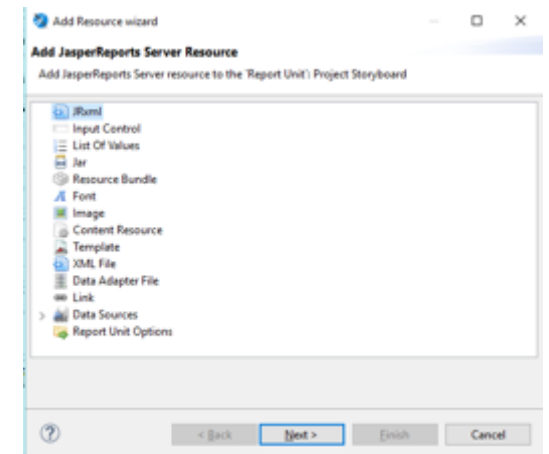 Add Resource wizard
Add JasperReports Server Resource
Add JasperReports Server resource to the 'Report Unit': Project Storyboard
JRxml
Input Control
List Of Values
Jar
Resource Bundle
Font
Image
Content Resource
Template
XML File
Data Adapter File
Link
> Data Sources
Report Unit Options
? < Back Next > Finish Cancel